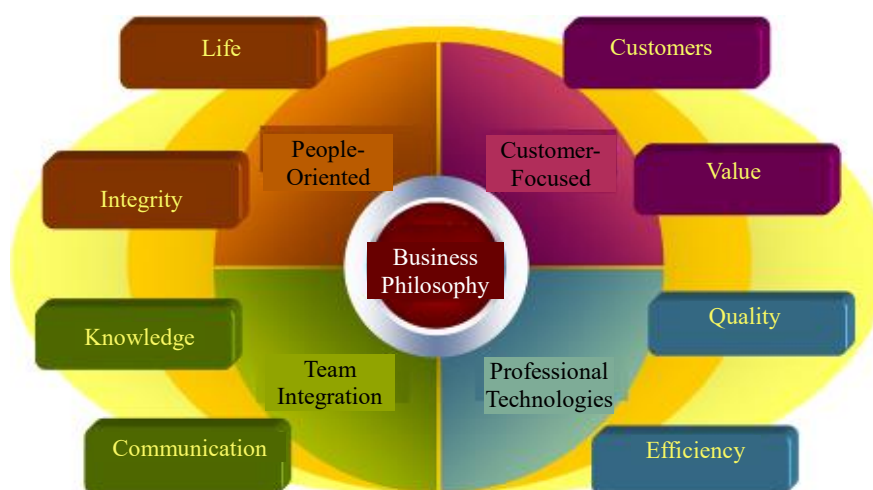 Life
Customers
People-
Oriented
Customer-
Focused
Integrity
Value
Business
Philosophy
Knowledge
Quality
Team
Integration
Professional
Technologies
Communication
Efficiency